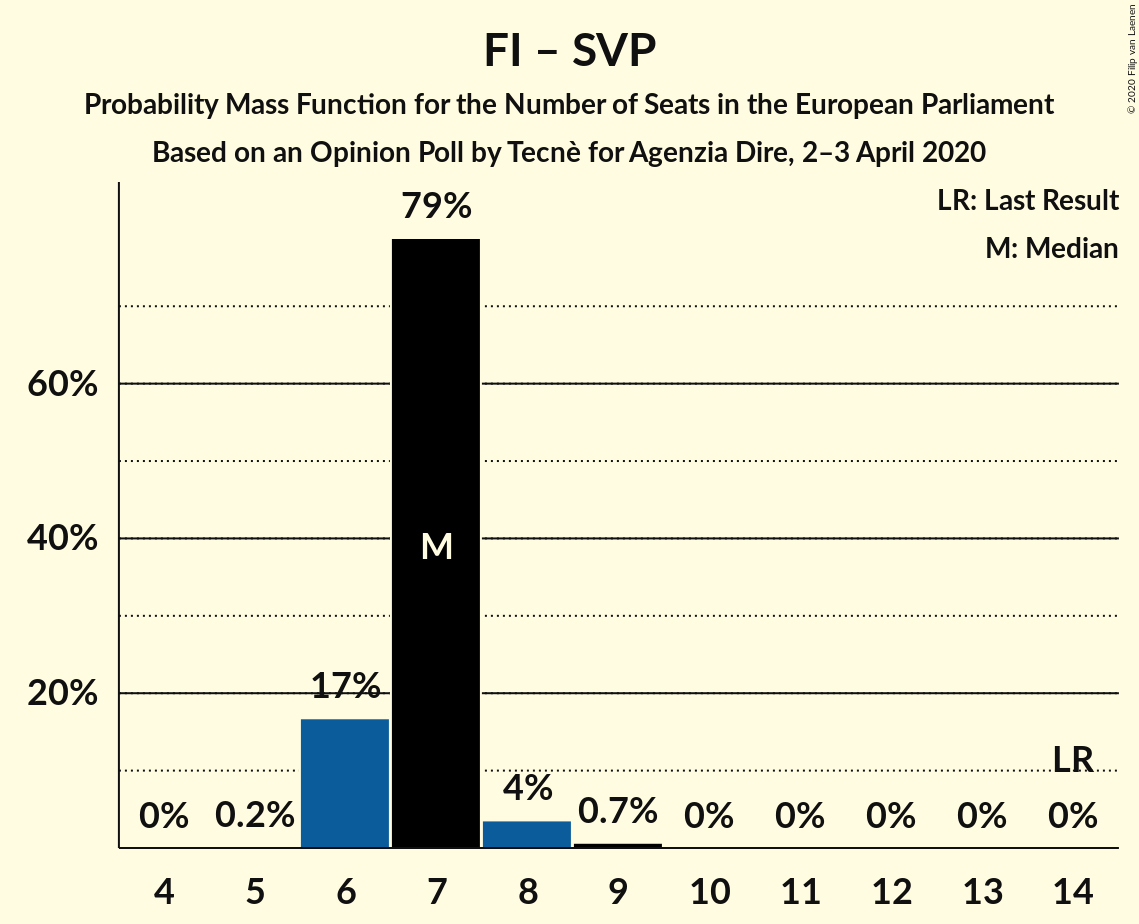 FI – SVP
Probability Mass Function for the Number of Seats in the European Parliament
Based on an Opinion Poll by Tecnè for Agenzia Dire, 2–3 April 2020
© 2020 Filip van Laenen
LR: Last Result
M: Median
79%
60%
40%
M
17%
20%
LR
4%
0% 0.2% 0.7% 0% 0% 0% 0% 0%
4 5 6 7 8 9 10 11 12 13 14